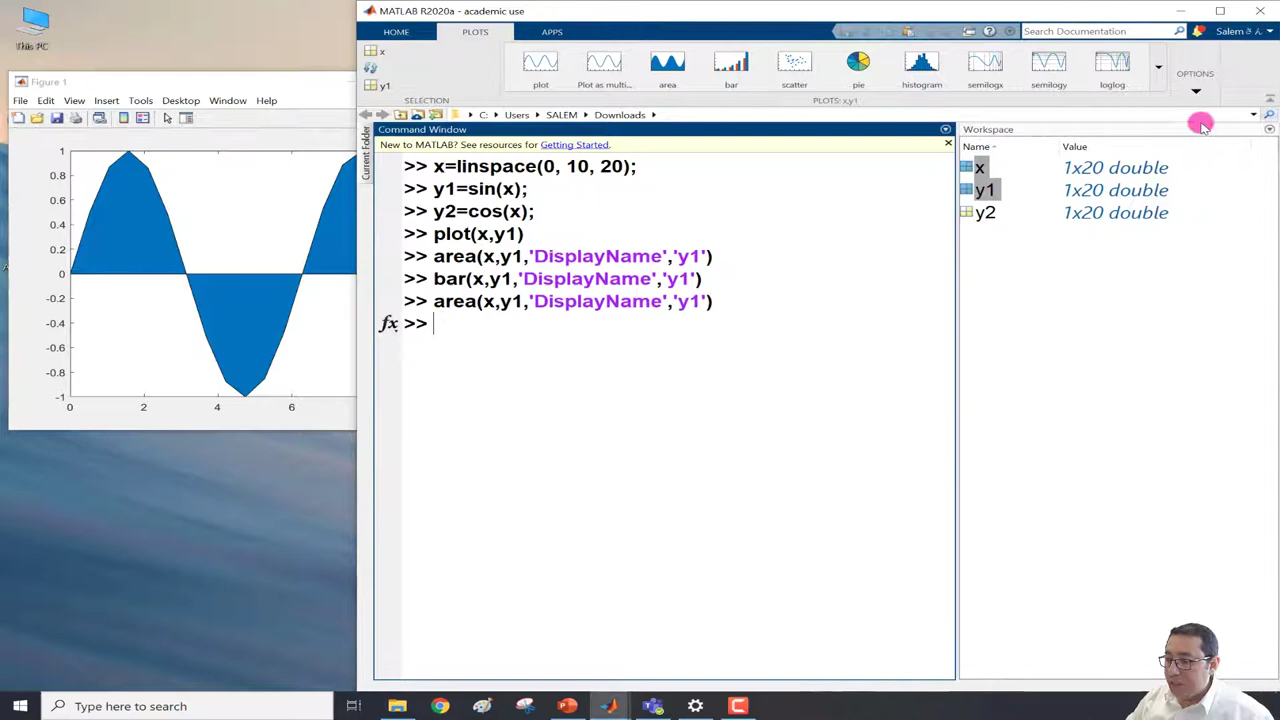 This PC
Figure 1
File Edit View Insert Tools Desktop Window Help
1
0.8
0.6
0.4
0.2
0
-0.2
-0.4
-0.6
-0.8
-1
0 2 4 6
MATLAB R2020a - academic use
HOME PLOTS APPS
Search Documentation
Salem さん
x
y1
plot
Plot as multi...
area
bar
scatter
pie
histogram
semilogx
semilogy
loglog
OPTIONS
SELECTION
PLOTS: x,y1
C: ▸ Users ▸ SALEM ▸ Downloads ▸
Current Folder
Command Window
New to MATLAB? See resources for Getting Started.
>> x=linspace(0, 10, 20);
>> y1=sin(x);
>> y2=cos(x);
>> plot(x,y1)
>> area(x,y1,'DisplayName','y1')
>> bar(x,y1,'DisplayName','y1')
>> area(x,y1,'DisplayName','y1')
fx >>
Workspace
Name Value
x 1x20 double
y1 1x20 double
y2 1x20 double
Type here to search